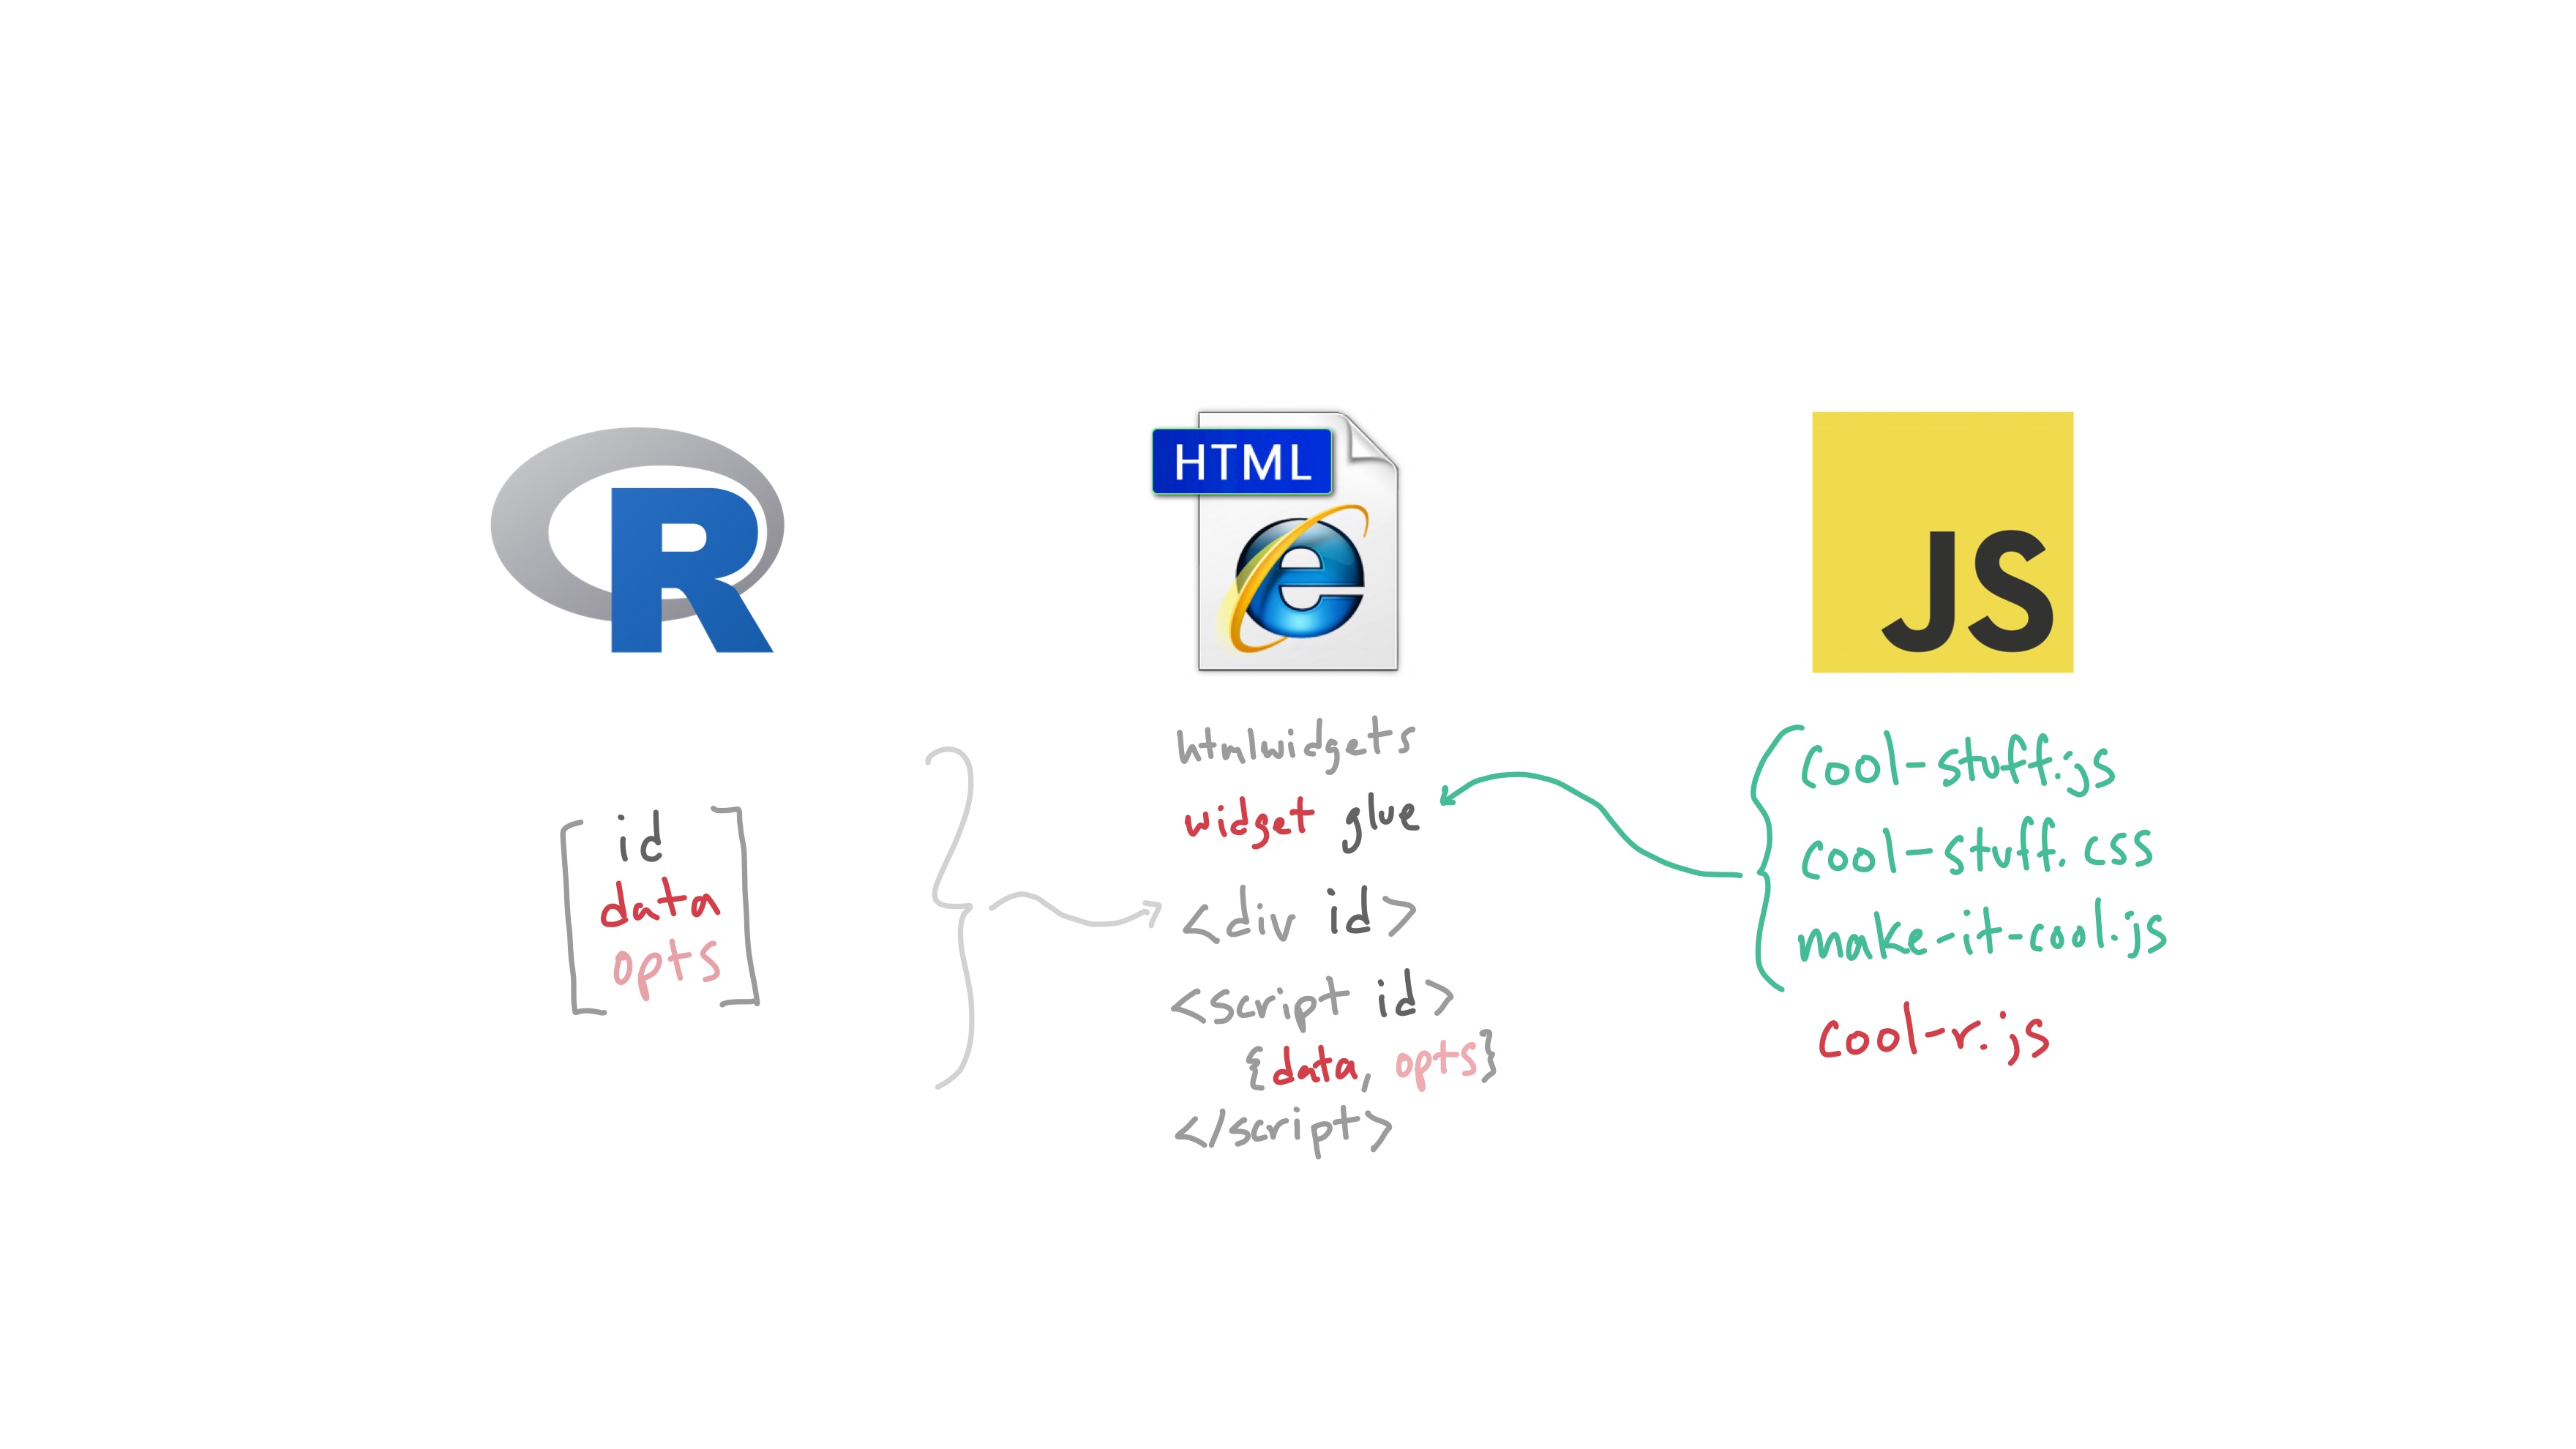 R
id
data
opts
HTML
e
htmlwidgets
widget glue
<div id>
<script id>
{data, opts}
</script>
JS
cool-stuff.js
cool-stuff.css
make-it-cool.js
cool-r.js